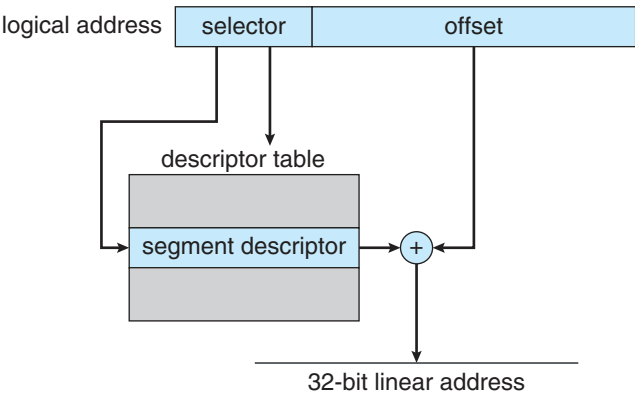 logical address selector offset
descriptor table
segment descriptor +
32-bit linear address